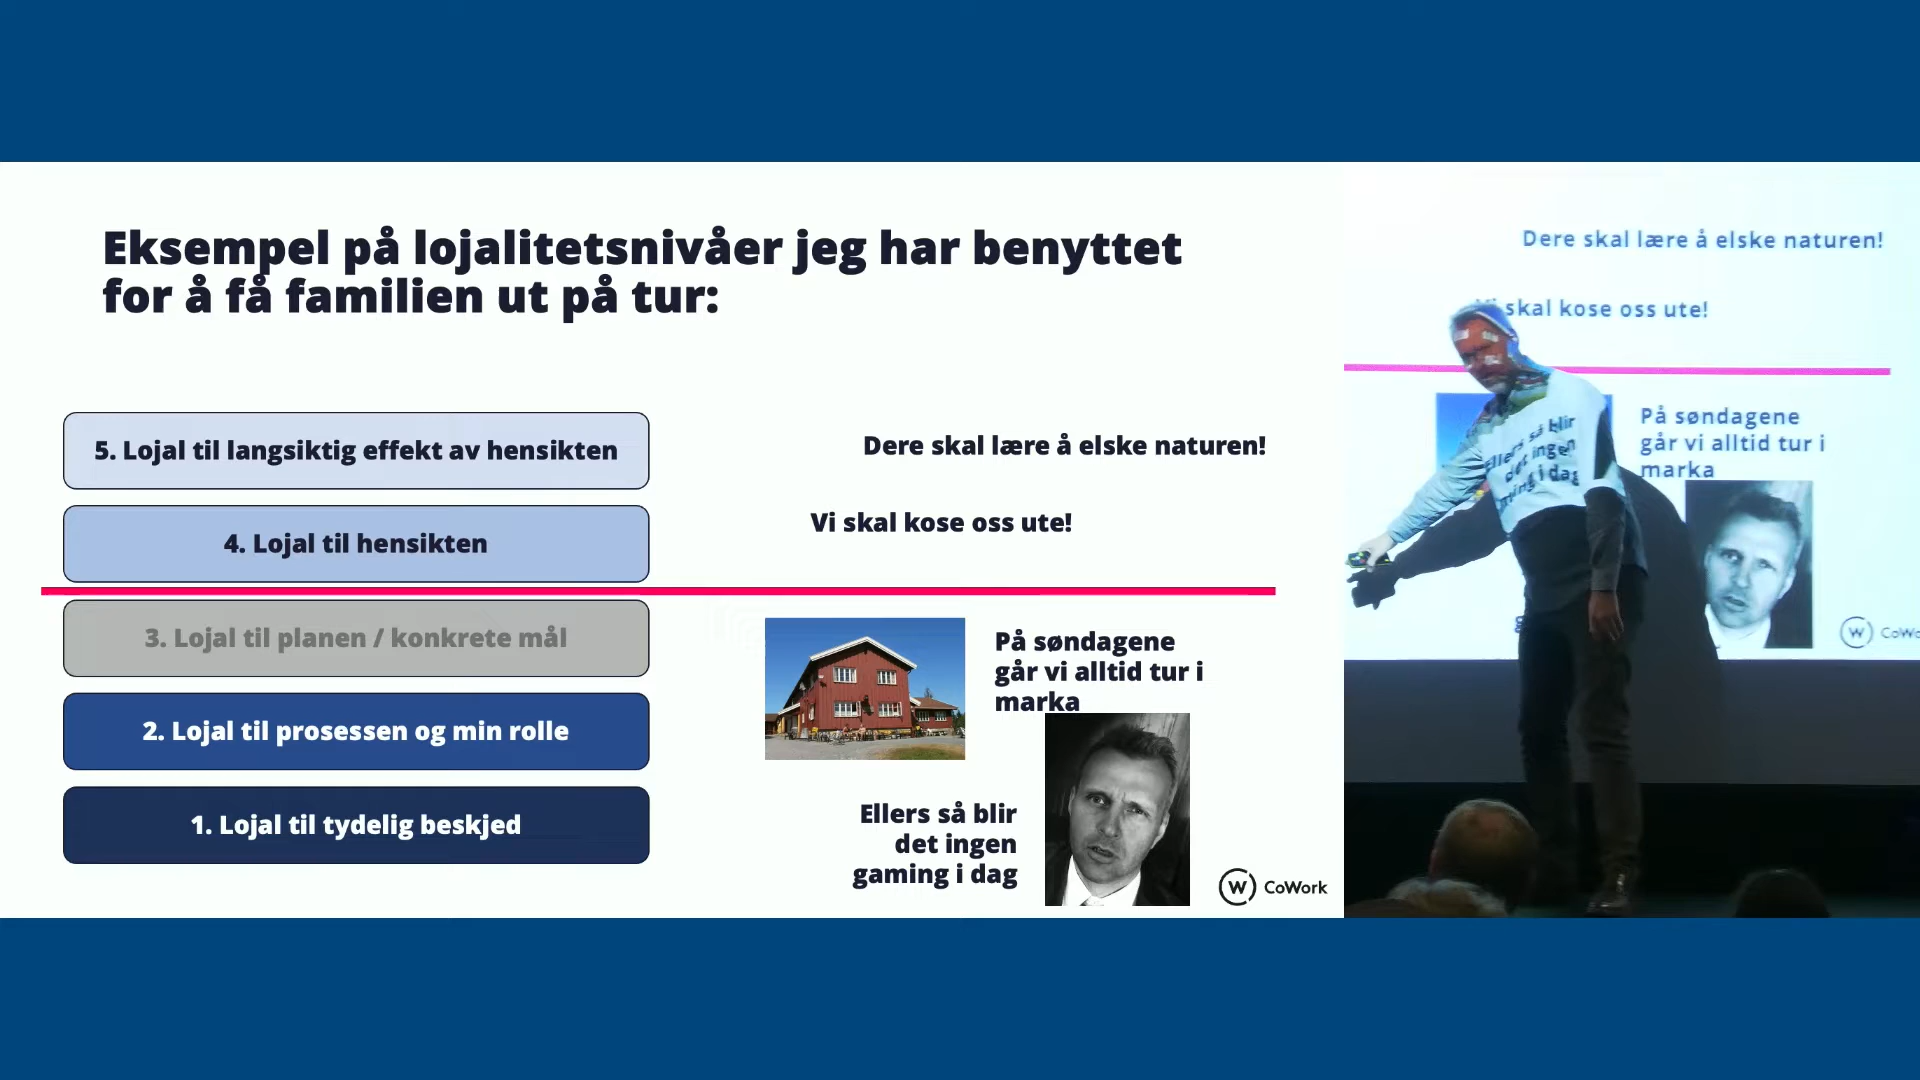 Eksempel på lojalitetsnivåer jeg har benyttet
for å få familien ut på tur:
5. Lojal til langsiktig effekt av hensikten
Dere skal lære å elske naturen!
4. Lojal til hensikten
Vi skal kose oss ute!
3. Lojal til planen / konkrete mål
På søndagene
går vi alltid tur i
marka
2. Lojal til prosessen og min rolle
1. Lojal til tydelig beskjed
Ellers så blir
det ingen
gaming i dag
W CoWork
Dere skal lære å elske naturen!
skal kose oss ute!
På søndagene
går vi alltid tur i
marka
Ellers så blir
det ingen
i dag
W